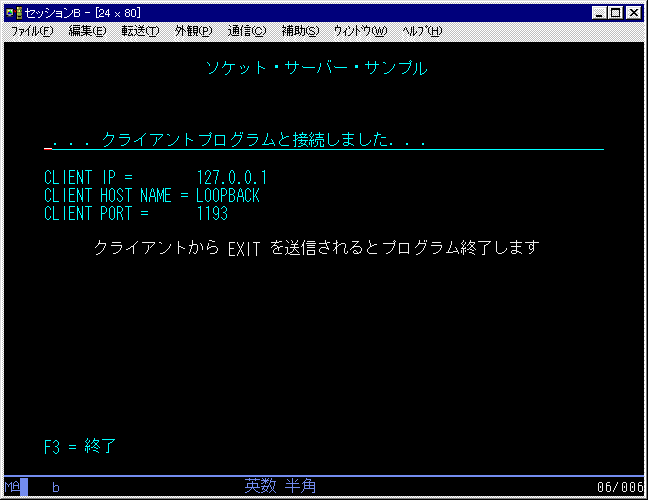 セッションB - [24 × 80]
ファイル(F) 編集(E) 転送(T) 外観(P) 通信(C) 補助(S) ウィンドウ(W) ヘルプ(H)
ソケット・サーバー・サンプル
_. . . クライアントプログラムと接続しました. . .
CLIENT IP = 127.0.0.1
CLIENT HOST NAME = LOOPBACK
CLIENT PORT = 1193
クライアントから EXIT を送信されるとプログラム終了します
F3 = 終了
MA b 英数 半角 06/006